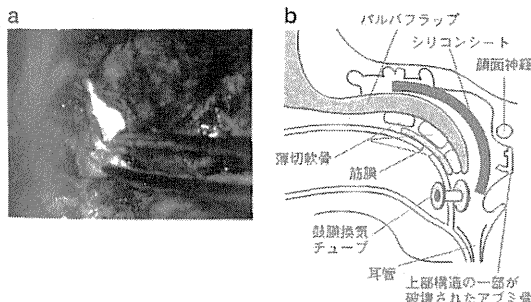 a
b
パルバフラップ
シリコンシート
顔面神経
薄切軟骨
筋膜
鼓膜換気
チューブ
耳管
上部構造の一部が
破壊されたアブミ骨